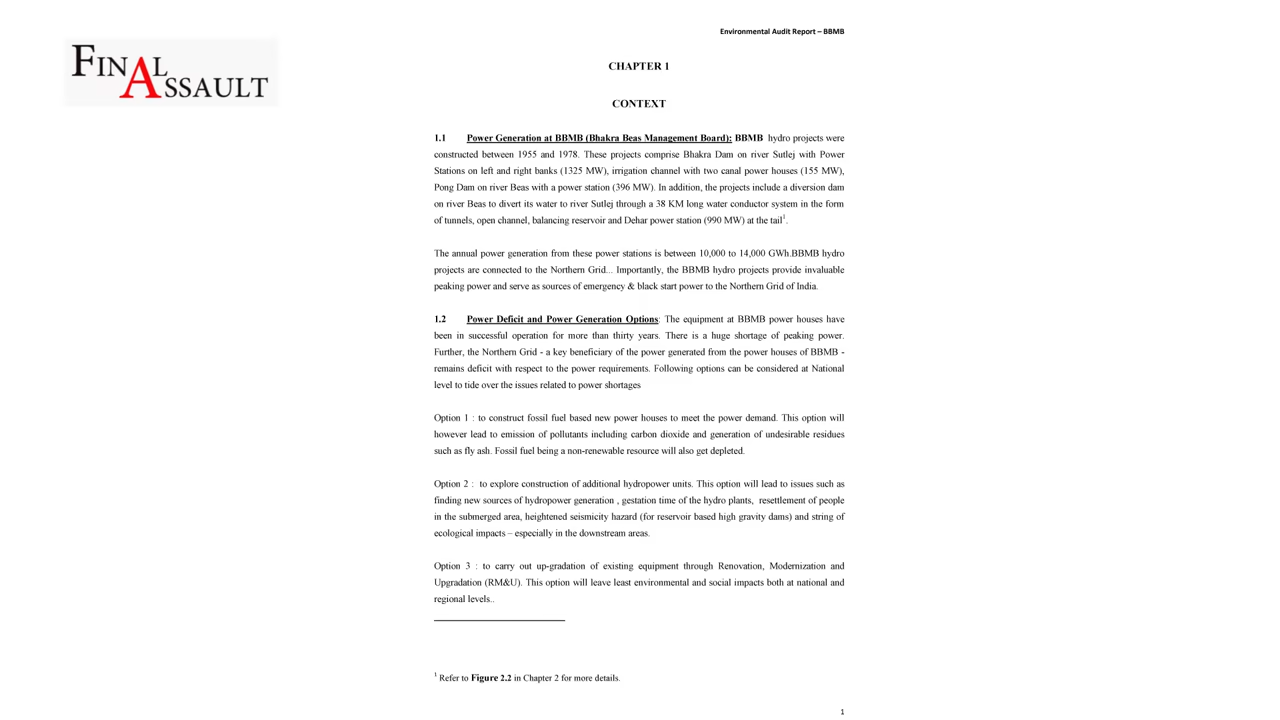 FINAL
ASSAULT
Environmental Audit Report – BBMB
CHAPTER 1
CONTEXT
1.1 Power Generation at BBMB (Bhakra Beas Management Board): BBMB hydro projects were
constructed between 1955 and 1978. These projects comprise Bhakra Dam on river Sutlej with Power
Stations on left and right banks (1325 MW), irrigation channel with two canal power houses (155 MW),
Pong Dam on river Beas with a power station (396 MW). In addition, the projects include a diversion dam
on river Beas to divert its water to river Sutlej through a 38 KM long water conductor system in the form
of tunnels, open channel, balancing reservoir and Dehar power station (990 MW) at the tail1.
The annual power generation from these power stations is between 10,000 to 14,000 GWh.BBMB hydro
projects are connected to the Northern Grid... Importantly, the BBMB hydro projects provide invaluable
peaking power and serve as sources of emergency & black start power to the Northern Grid of India.
1.2 Power Deficit and Power Generation Options: The equipment at BBMB power houses have
been in successful operation for more than thirty years. There is a huge shortage of peaking power.
Further, the Northern Grid - a key beneficiary of the power generated from the power houses of BBMB -
remains deficit with respect to the power requirements. Following options can be considered at National
level to tide over the issues related to power shortages
Option 1 : to construct fossil fuel based new power houses to meet the power demand. This option will
however lead to emission of pollutants including carbon dioxide and generation of undesirable residues
such as fly ash. Fossil fuel being a non-renewable resource will also get depleted.
Option 2 : to explore construction of additional hydropower units. This option will lead to issues such as
finding new sources of hydropower generation , gestation time of the hydro plants, resettlement of people
in the submerged area, heightened seismicity hazard (for reservoir based high gravity dams) and string of
ecological impacts – especially in the downstream areas.
Option 3 : to carry out up-gradation of existing equipment through Renovation, Modernization and
Upgradation (RM&U). This option will leave least environmental and social impacts both at national and
regional levels..
1 Refer to Figure 2.2 in Chapter 2 for more details.
1